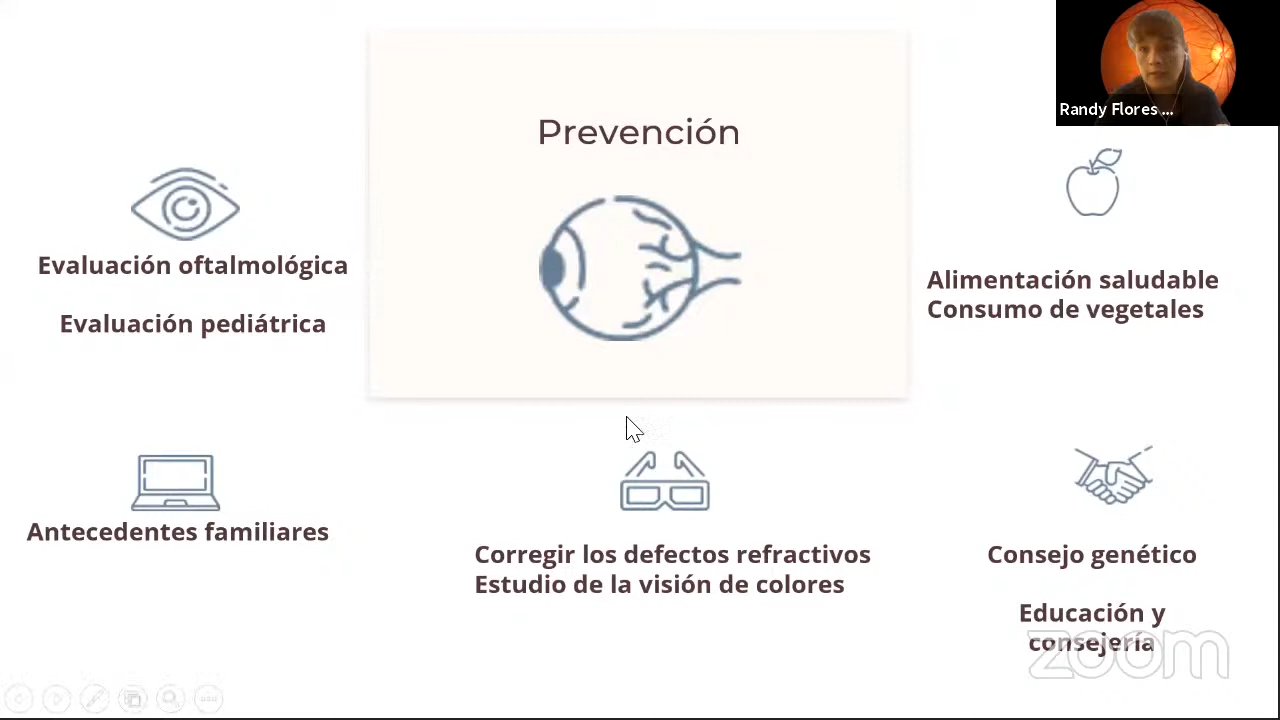 Prevención
Randy Flores ...
Evaluación oftalmológica
Evaluación pediátrica
Alimentación saludable
Consumo de vegetales
Antecedentes familiares
Corregir los defectos refractivos
Estudio de la visión de colores
Consejo genético
Educación y
consejería
zoom